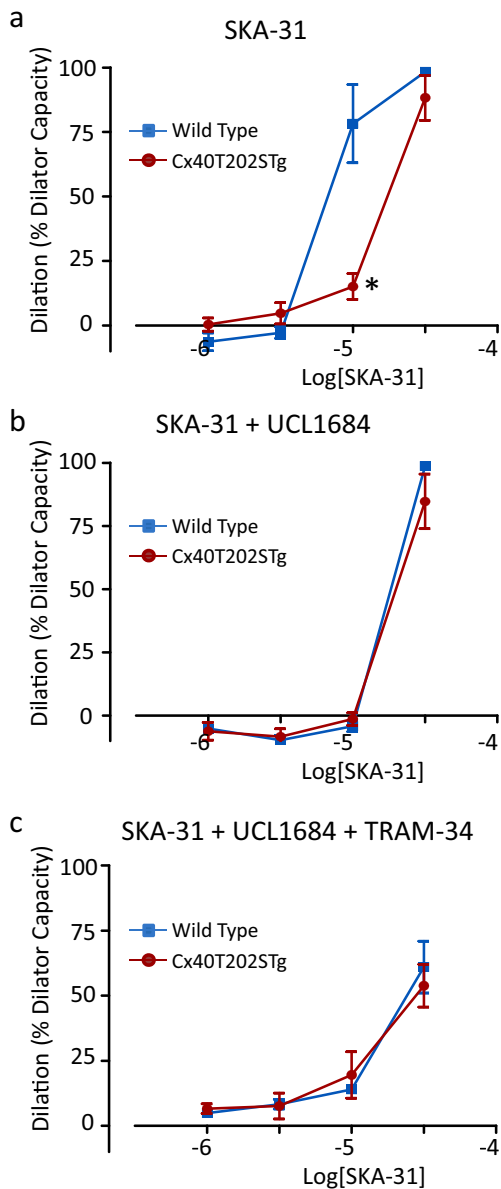 a
SKA-31
Dilation (% Dilator Capacity)
100
75
50
25
0
Wild Type
Cx40T202STg
*
-6
-5
-4
Log[SKA-31]
b
SKA-31 + UCL1684
Dilation (% Dilator Capacity)
100
75
50
25
0
Wild Type
Cx40T202STg
-6
-5
-4
Log[SKA-31]
c
SKA-31 + UCL1684 + TRAM-34
Dilation (% Dilator Capacity)
100
75
50
25
0
Wild Type
Cx40T202STg
-6
-5
-4
Log[SKA-31]